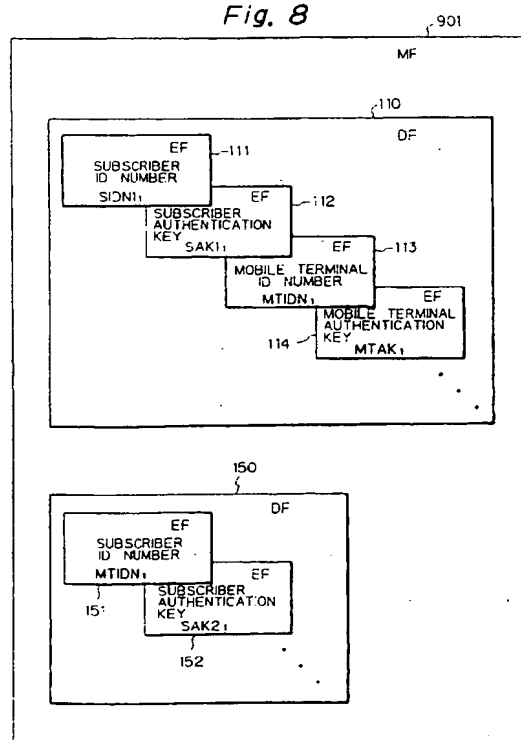 Fig. 8
901
MF
110
DF
EF
111
SUBSCRIBER
ID NUMBER
SIDN1₁
EF
112
SUBSCRIBER
AUTHENTICATION
KEY
SAK1₁
EF
113
MOBILE TERMINAL
ID NUMBER
MTIDN₁
EF
MOBILE TERMINAL
AUTHENTICATION
KEY
114
MTAK₁
150
DF
EF
SUBSCRIBER
ID NUMBER
MTIDN₁
151
EF
SUBSCRIBER
AUTHENTICATION
KEY
SAK2₁
152